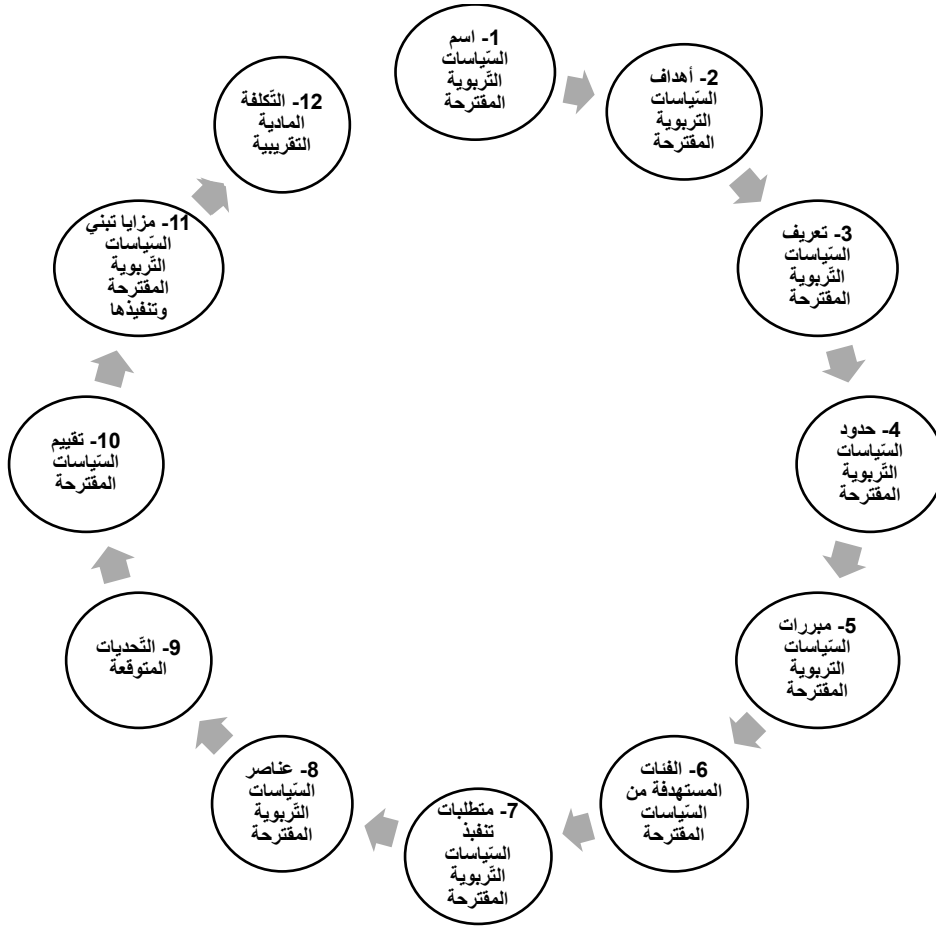 1- اسم
السّياسات
التّربوية
المقترحة
2- أهداف
السّياسات
التربوية
المقترحة
3- تعريف
السّياسات
التّربوية
المقترحة
4- حدود
السّياسات
التّربوية
المقترحة
5- مبررات
السّياسات
التربوية
المقترحة
6- الفئات
المستهدفة من
السّياسات
المقترحة
7- متطلبات
تنفيذ
السّياسات
التّربوية
المقترحة
8- عناصر
السّياسات
التّربوية
المقترحة
9- التّحديات
المتوقعة
10- تقييم
السّياسات
المقترحة
11- مزايا تبني
السّياسات
التّربوية
المقترحة
وتنفيذها
12- التّكلفة
المادية
التقريبية